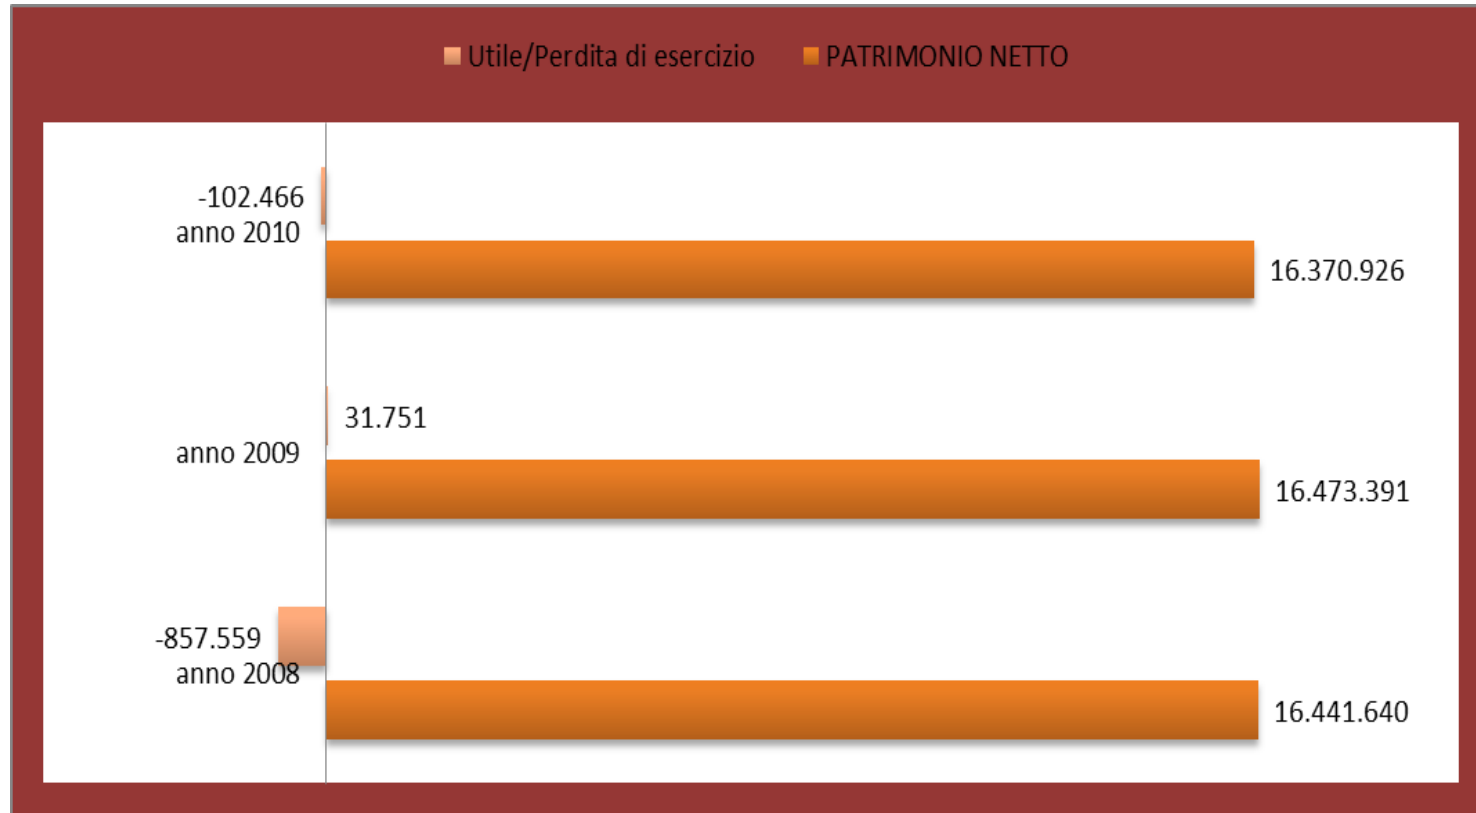 Utile/Perdita di esercizio PATRIMONIO NETTO
-102.466
anno 2010
16.370.926
31.751
anno 2009
16.473.391
-857.559
anno 2008
16.441.640